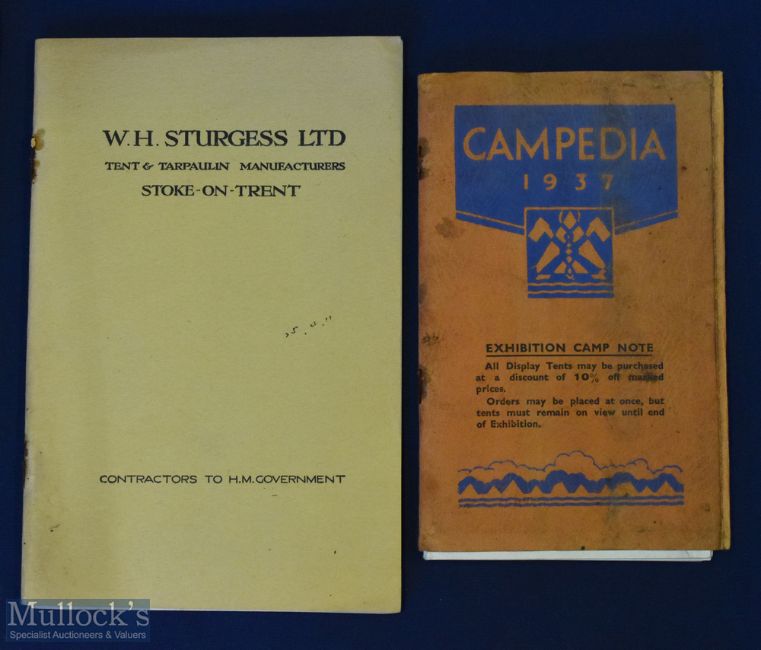 W.H. STURGESS LTD
TENT & TARPAULIN MANUFACTURERS
STOKE-ON-TRENT
CONTRACTORS TO H.M. GOVERNMENT
CAMPEDIA
1937
EXHIBITION CAMP NOTE
All Display Tents may be purchased
at a discount of 10% off marked
prices.
Orders may be placed at once, but
tents must remain on view until end
of Exhibition.
Mullock's
Specialist Auctioneers & Valuers